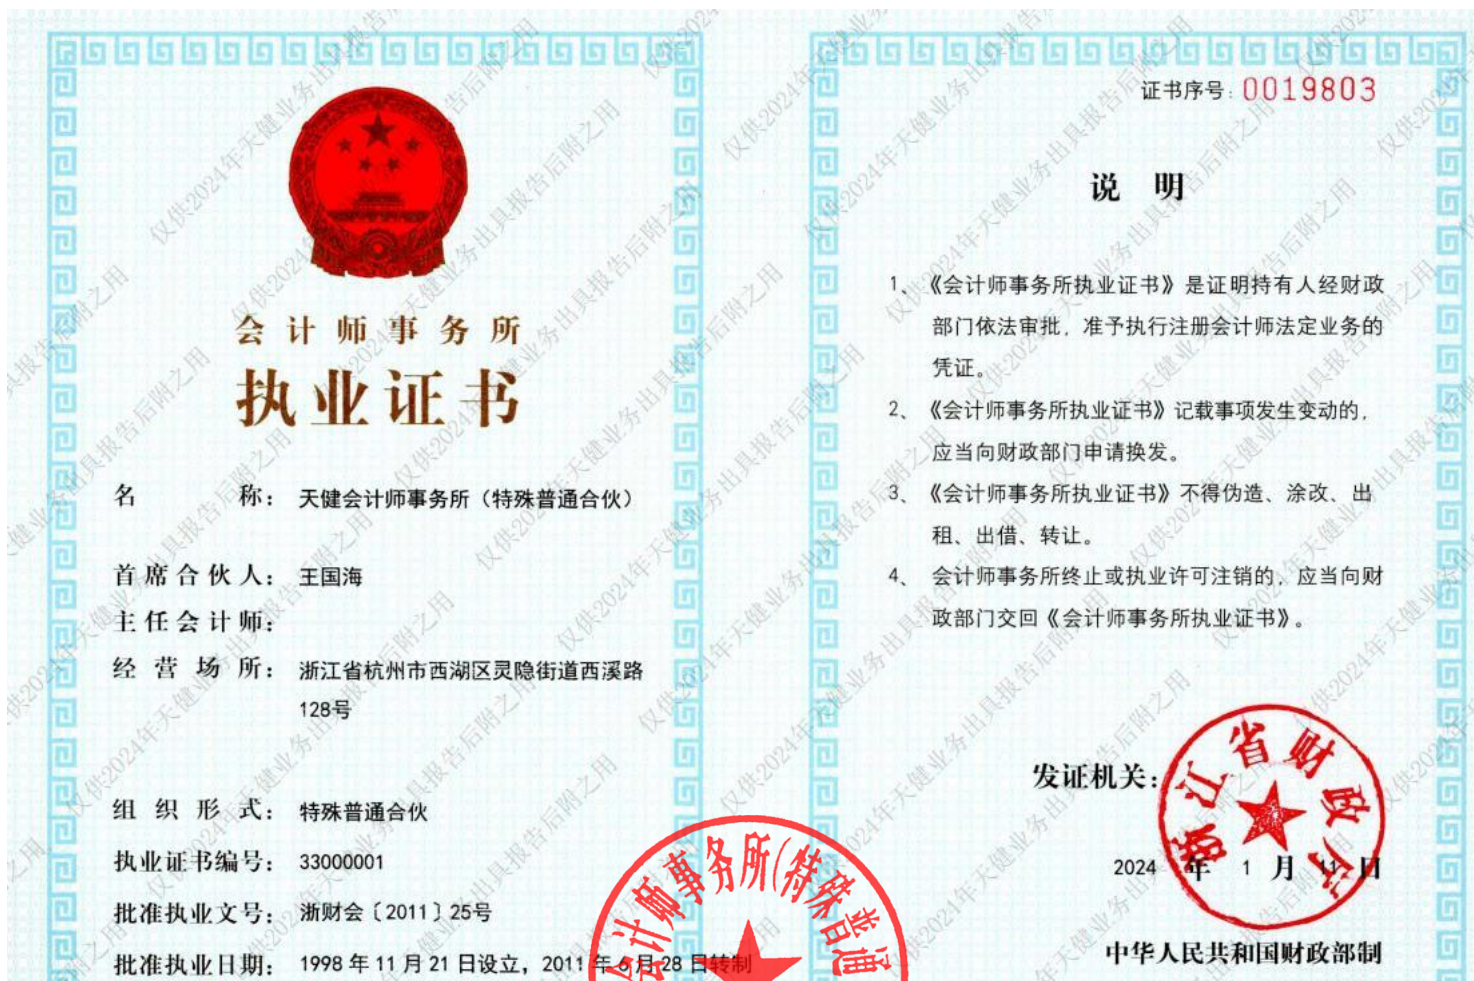 会计师事务所
执业证书
名 称： 天健会计师事务所（特殊普通合伙）
首席合伙人： 王国海
主任会计师：
经营场所： 浙江省杭州市西湖区灵隐街道西溪路
128号
组织形式： 特殊普通合伙
执业证书编号： 33000001
批准执业文号： 浙财会〔2011〕25号
批准执业日期： 1998年11月21日设立，2011年6月28日转制
会计师事务所(特殊普通
证书序号：0019803
说 明
1、《会计师事务所执业证书》是证明持有人经财政
部门依法审批，准予执行注册会计师法定业务的
凭证。
2、《会计师事务所执业证书》记载事项发生变动的，
应当向财政部门申请换发。
3、《会计师事务所执业证书》不得伪造、涂改、出
租、出借、转让。
4、会计师事务所终止或执业许可注销的，应当向财
政部门交回《会计师事务所执业证书》。
发证机关：
浙江省财政厅
2024 年 1 月 11 日
中华人民共和国财政部制
仅供2024年天健业务出具报告后附之用